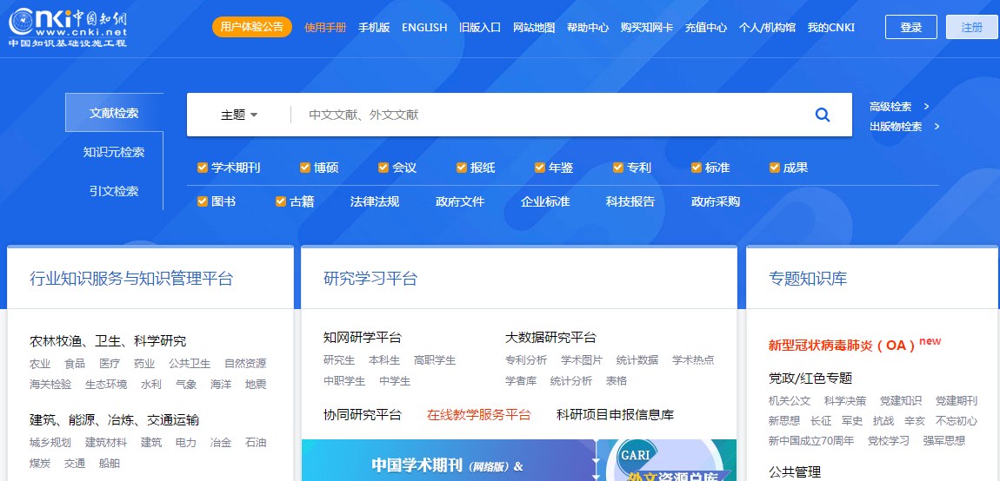 Cnki中国知网
www.cnki.net
中国知识基础设施工程
用户体验公告 使用手册 手机版 ENGLISH 旧版入口 网站地图 帮助中心 购买知网卡 充值中心 个人/机构馆 我的CNKI 登录 注册
文献检索 主题 中文文献、外文文献 高级检索 >
出版物检索 >
知识元检索
学术期刊 博硕 会议 报纸 年鉴 专利 标准 成果
引文检索
图书 古籍 法律法规 政府文件 企业标准 科技报告 政府采购
行业知识服务与知识管理平台
农林牧渔、卫生、科学研究
农业 食品 医疗 药业 公共卫生 自然资源
海关检验 生态环境 水利 气象 海洋 地震
建筑、能源、冶炼、交通运输
城乡规划 建筑材料 建筑 电力 冶金 石油
煤炭 交通 船舶
研究学习平台
知网研学平台
研究生 本科生 高职学生
中职学生 中学生
大数据研究平台
专利分析 学术图片 统计数据 学术热点
学者库 统计分析 表格
协同研究平台 在线教学服务平台 科研项目申报信息库
中国学术期刊（网络版）&
GARI
外文资源总库
专题知识库
新型冠状病毒肺炎（OA）new
党政/红色专题
机关公文 科学决策 党建知识 党建期刊
新思想 长征 军史 抗战 辛亥 不忘初心
新中国成立70周年 党校学习 强军思想
公共管理